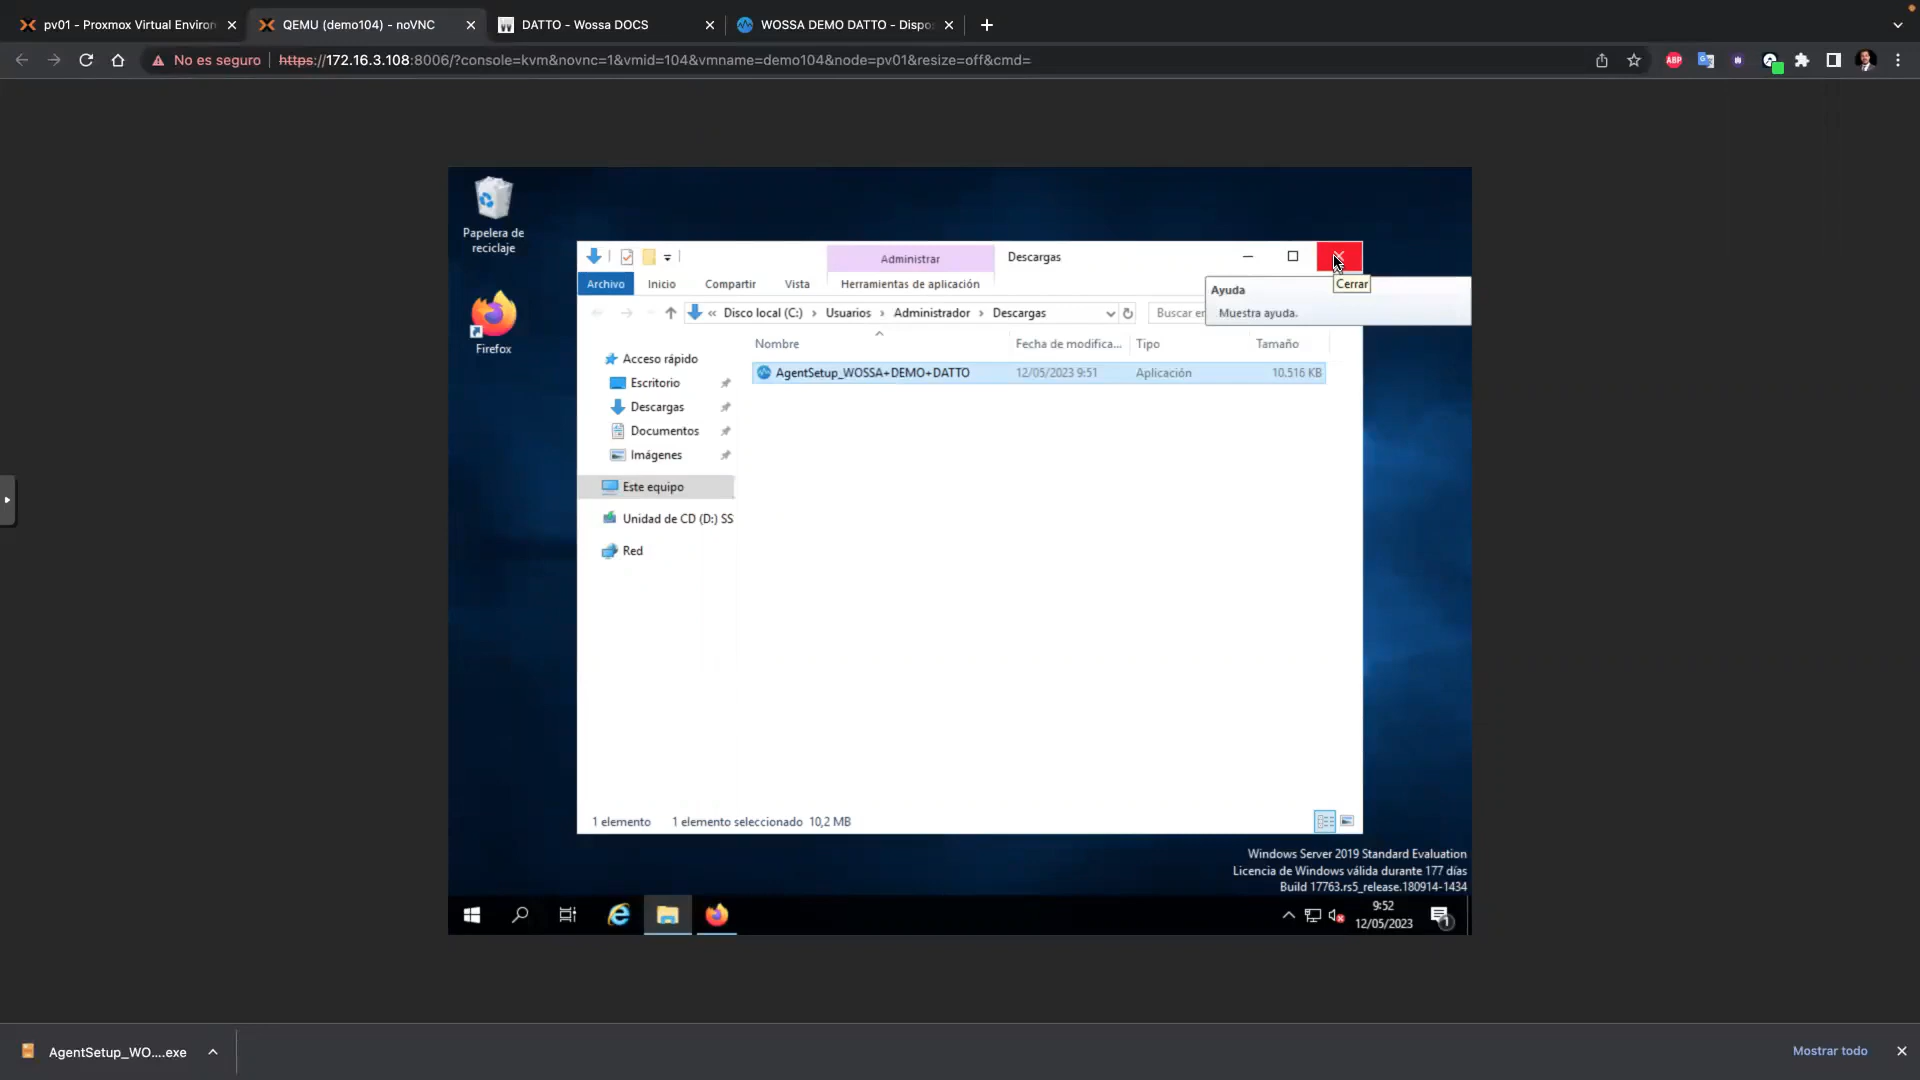 pv01 - Proxmox Virtual Environ
QEMU (demo104) - noVNC
DATTO - Wossa DOCS
WOSSA DEMO DATTO - Dispo
No es seguro
https://172.16.3.108:8006/?console=kvm&novnc=1&vmid=104&vmname=demo104&node=pv01&resize=off&cmd=
ABP
Papelera de
reciclaje
Firefox
Administrar
Descargas
Archivo
Inicio
Compartir
Vista
Herramientas de aplicación
Cerrar
Ayuda
Muestra ayuda.
« Disco local (C:) › Usuarios › Administrador › Descargas
Buscar en
Nombre
Fecha de modifica...
Tipo
Tamaño
AgentSetup_WOSSA+DEMO+DATTO
12/05/2023 9:51
Aplicación
10.516 KB
Acceso rápido
Escritorio
Descargas
Documentos
Imágenes
Este equipo
Unidad de CD (D:) SS
Red
1 elemento
1 elemento seleccionado 10,2 MB
Windows Server 2019 Standard Evaluation
Licencia de Windows válida durante 177 días
Build 17763.rs5_release.180914-1434
9:52
12/05/2023
1
AgentSetup_WO....exe
Mostrar todo